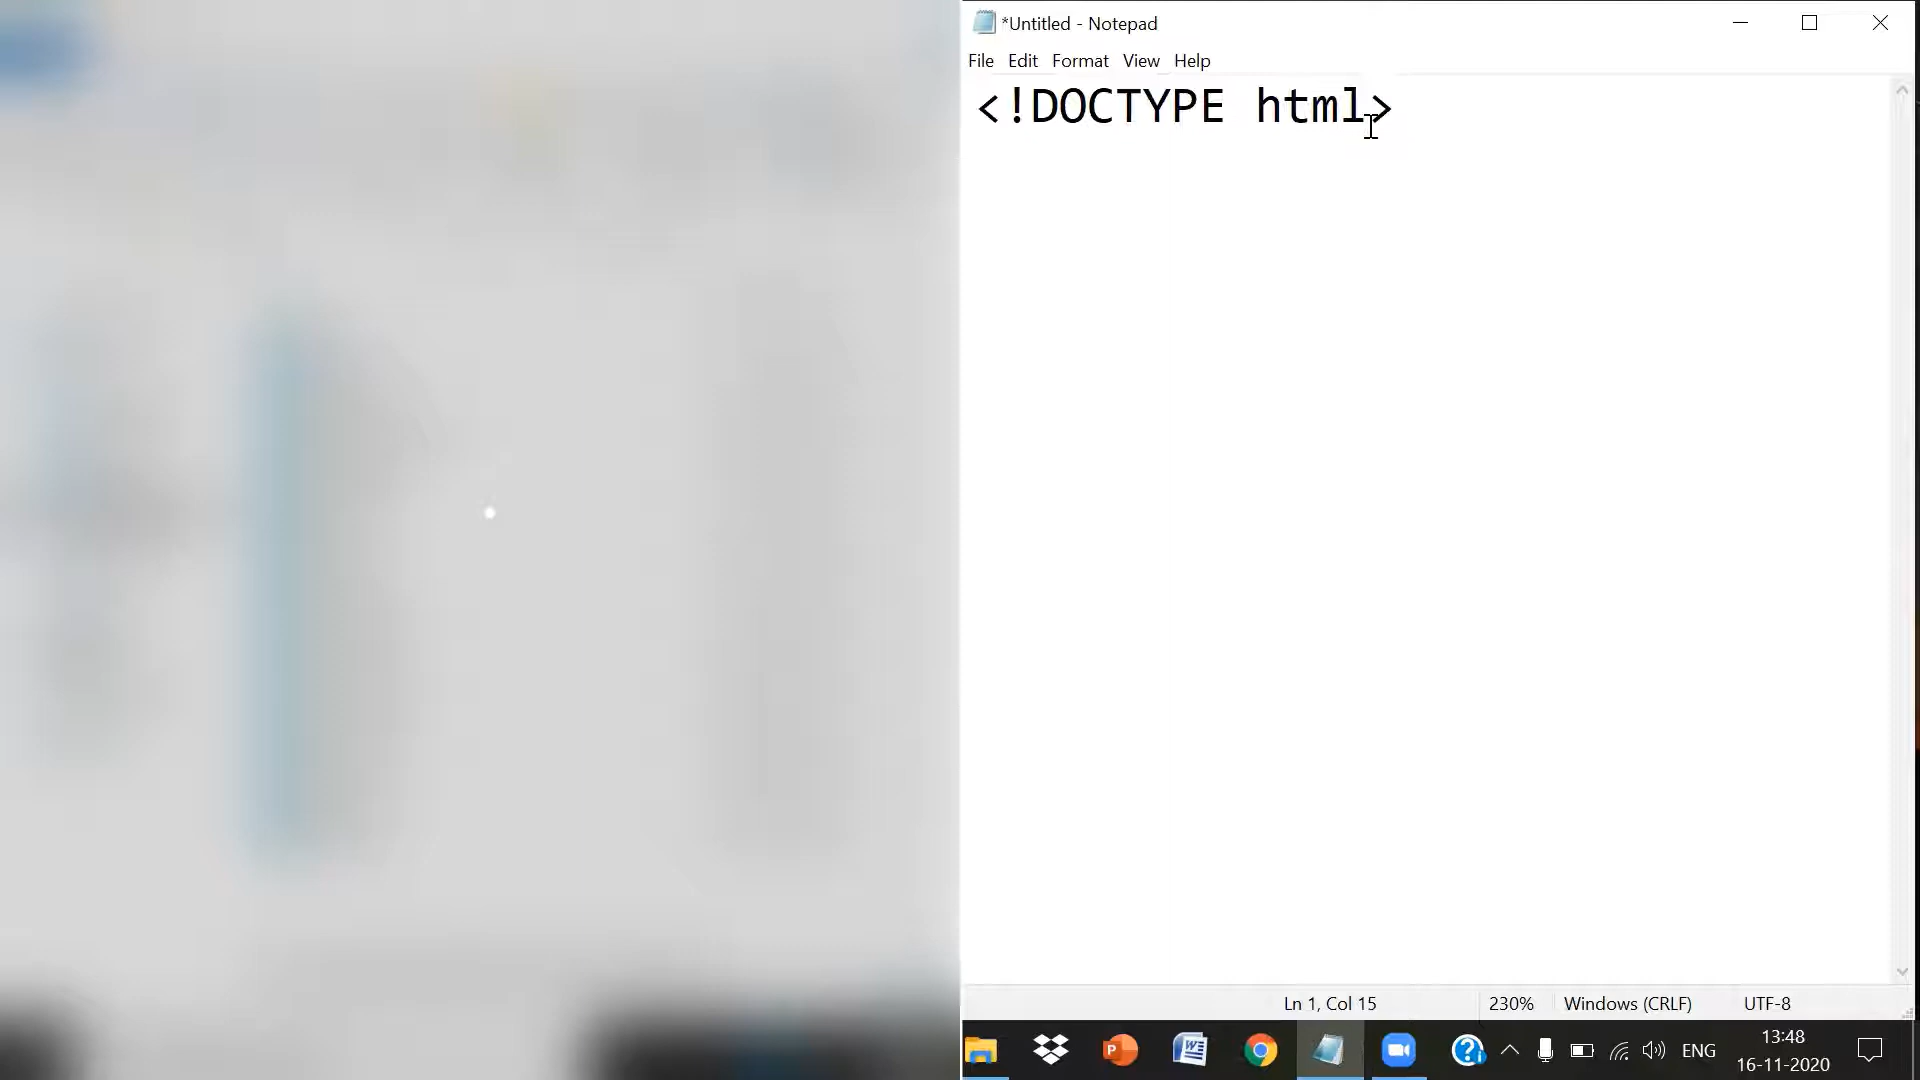 *Untitled - Notepad
File Edit Format View Help
<!DOCTYPE html>
Ln 1, Col 15 230% Windows (CRLF) UTF-8
P W ? ENG 13:48
16-11-2020